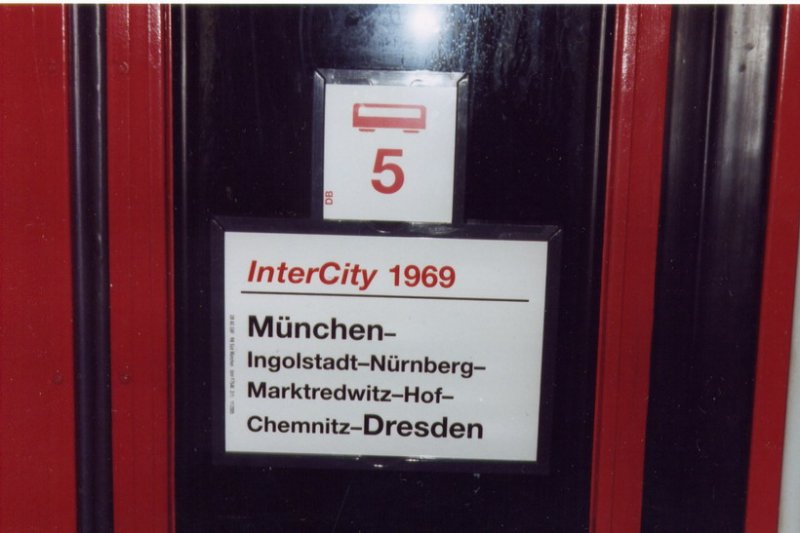 5
DB
InterCity 1969
München–
Ingolstadt–Nürnberg–
Marktredwitz–Hof–
Chemnitz–Dresden